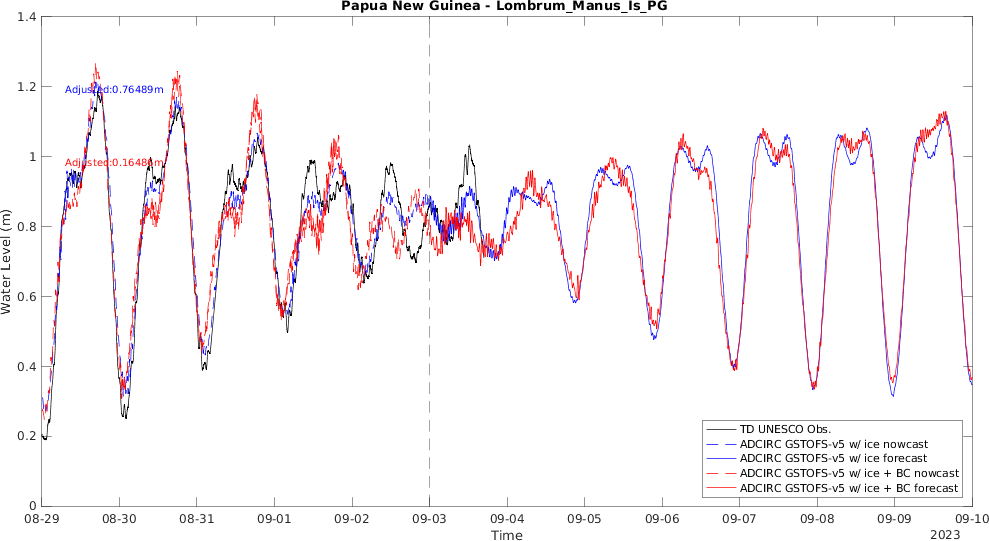 Papua New Guinea - Lombrum_Manus_Is_PG
1.4
1.2
1
0.8
0.6
0.4
0.2
0
Water Level (m)
Adjusted:0.76489m
Adjusted:0.16486m
TD UNESCO Obs.
ADCIRC GSTOFS-v5 w/ ice nowcast
ADCIRC GSTOFS-v5 w/ ice forecast
ADCIRC GSTOFS-v5 w/ ice + BC nowcast
ADCIRC GSTOFS-v5 w/ ice + BC forecast
08-29 08-30 08-31 09-01 09-02 09-03 09-04 09-05 09-06 09-07 09-08 09-09 09-10
Time
2023